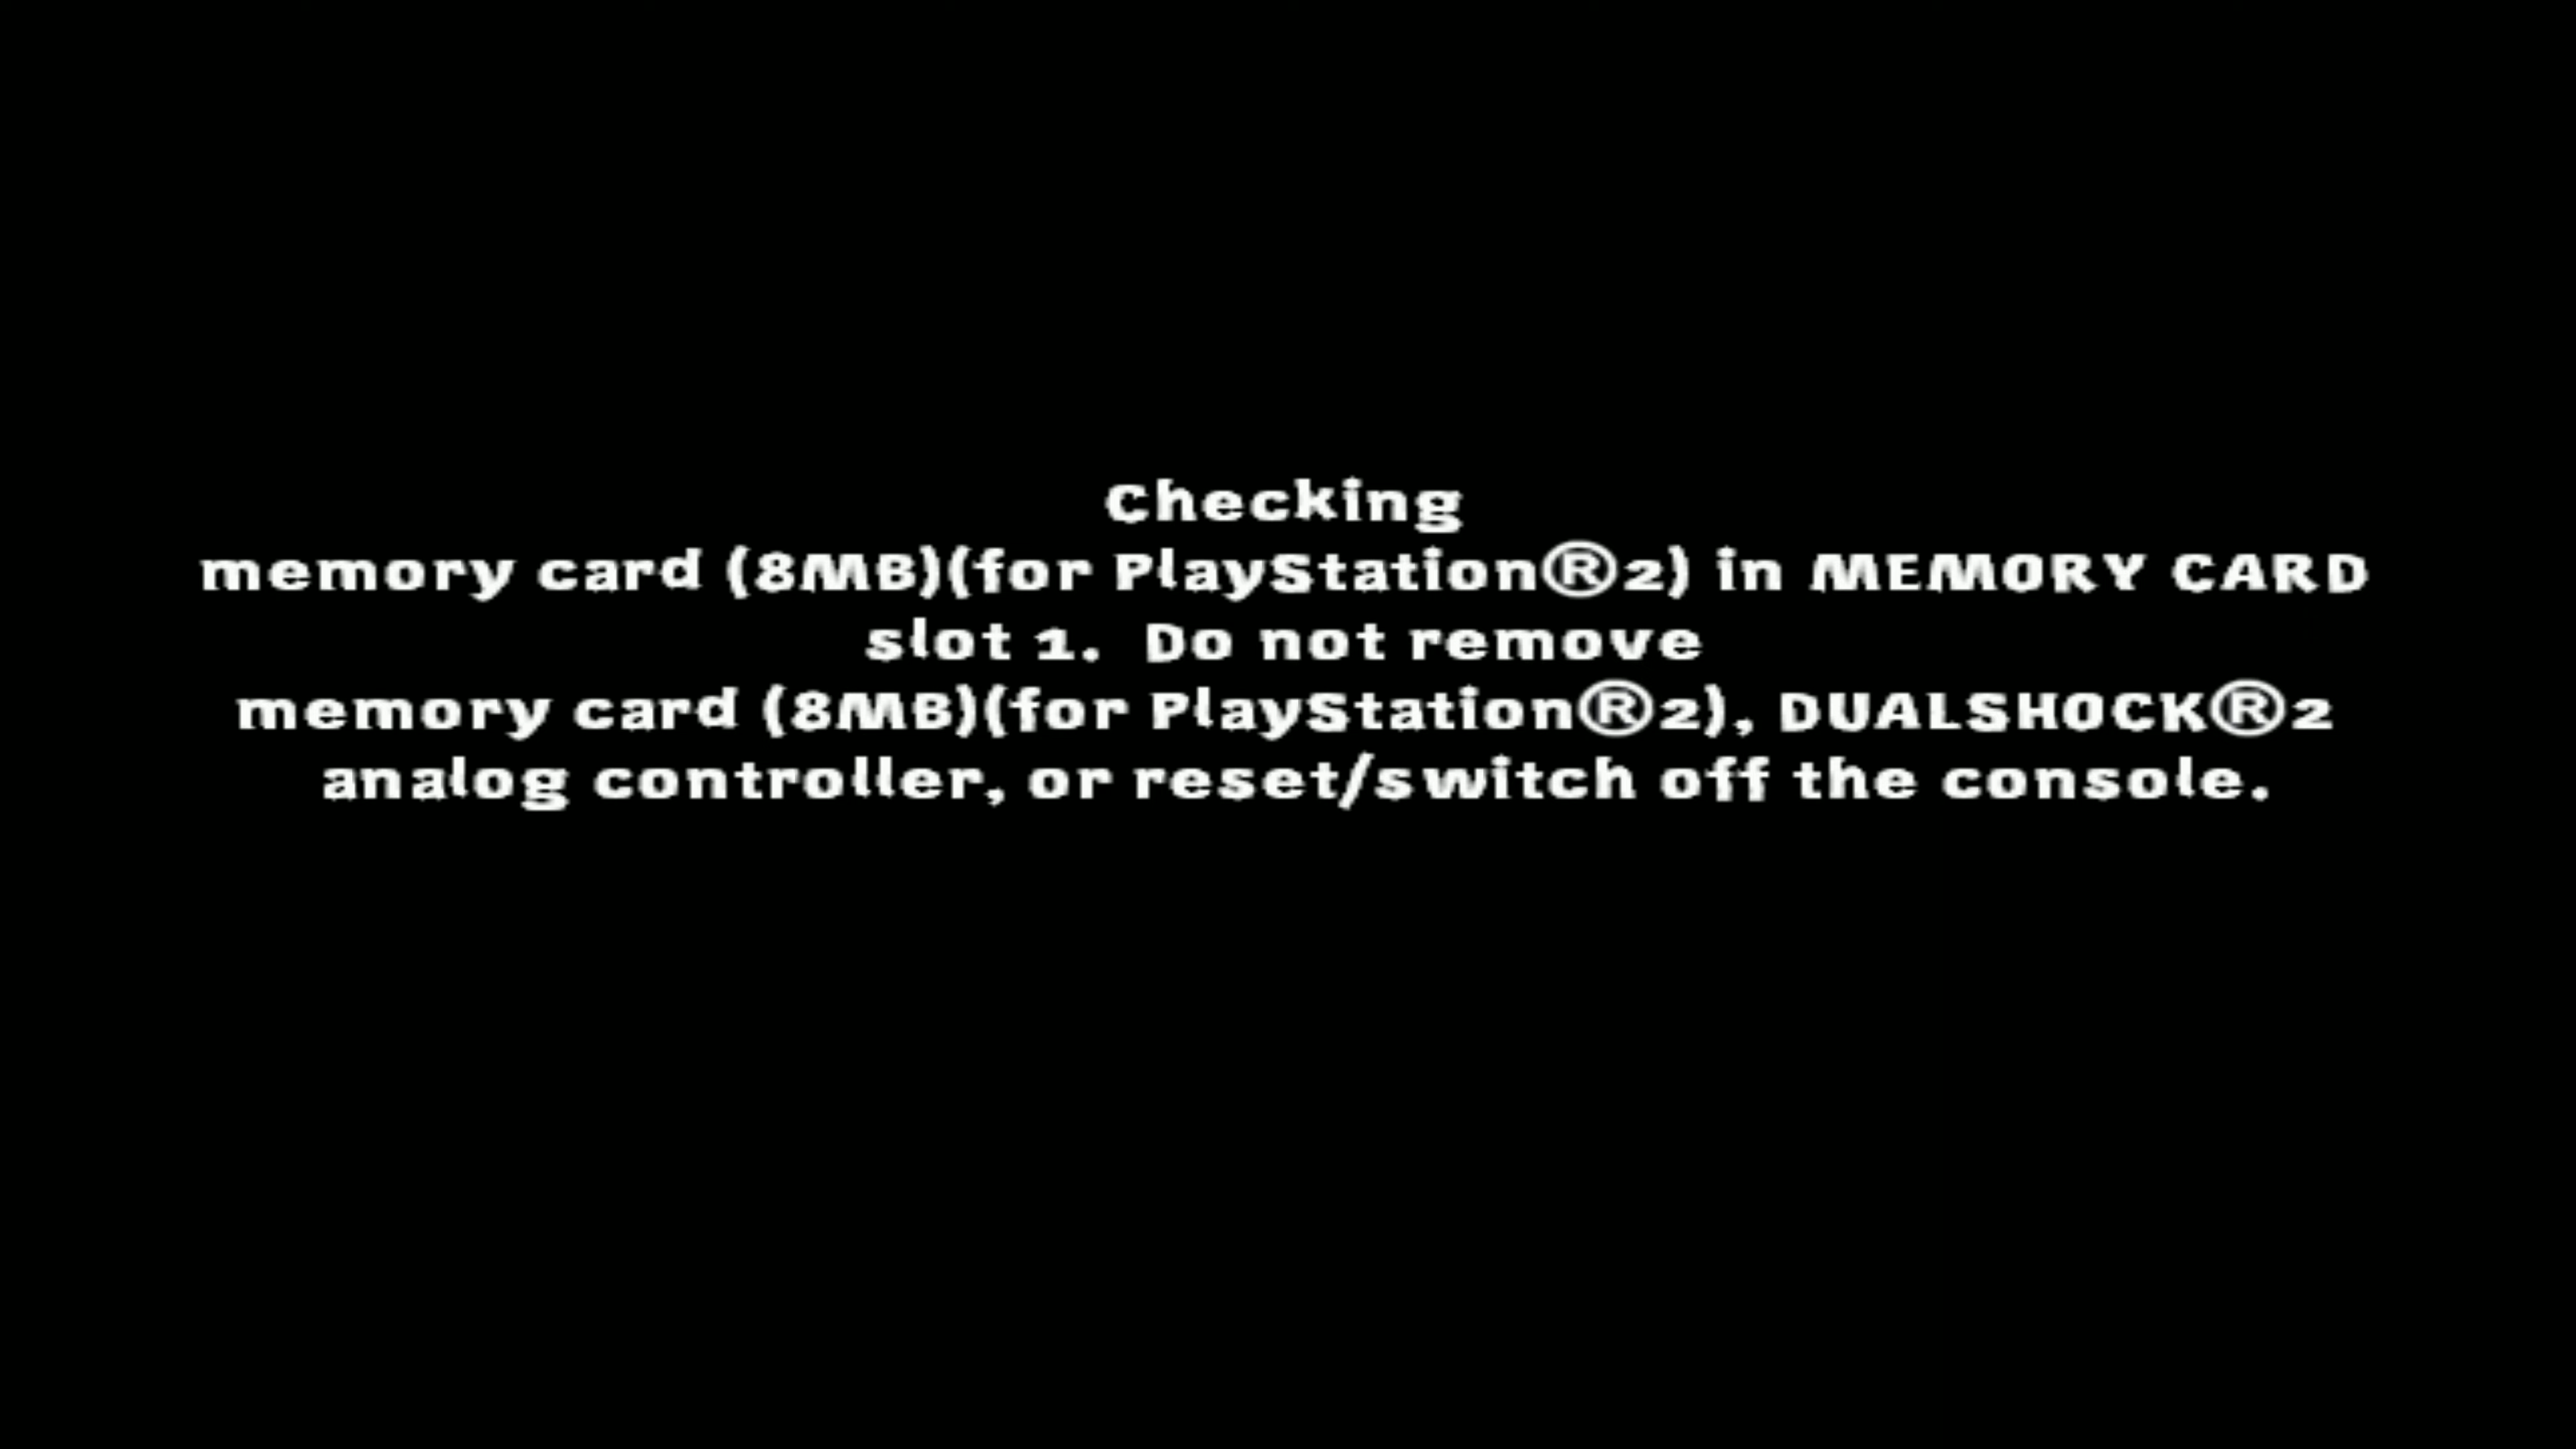 Checking
memory card (8MB)(for PlayStation®2) in MEMORY CARD
slot 1.  Do not remove
memory card (8MB)(for PlayStation®2), DUALSHOCK®2
analog controller, or reset/switch off the console.